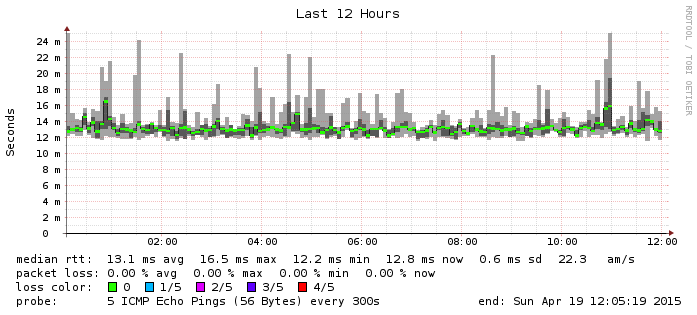 Last 12 Hours
RRDTOOL / TOBI OETIKER
Seconds
24 m
22 m
20 m
18 m
16 m
14 m
12 m
10 m
8 m
6 m
4 m
2 m
0
02:00 04:00 06:00 08:00 10:00 12:00
median rtt: 13.1 ms avg 16.5 ms max 12.2 ms min 12.8 ms now 0.6 ms sd 22.3 am/s
packet loss: 0.00 % avg 0.00 % max 0.00 % min 0.00 % now
loss color: 0 1/5 2/5 3/5 4/5
probe: 5 ICMP Echo Pings (56 Bytes) every 300s end: Sun Apr 19 12:05:19 2015